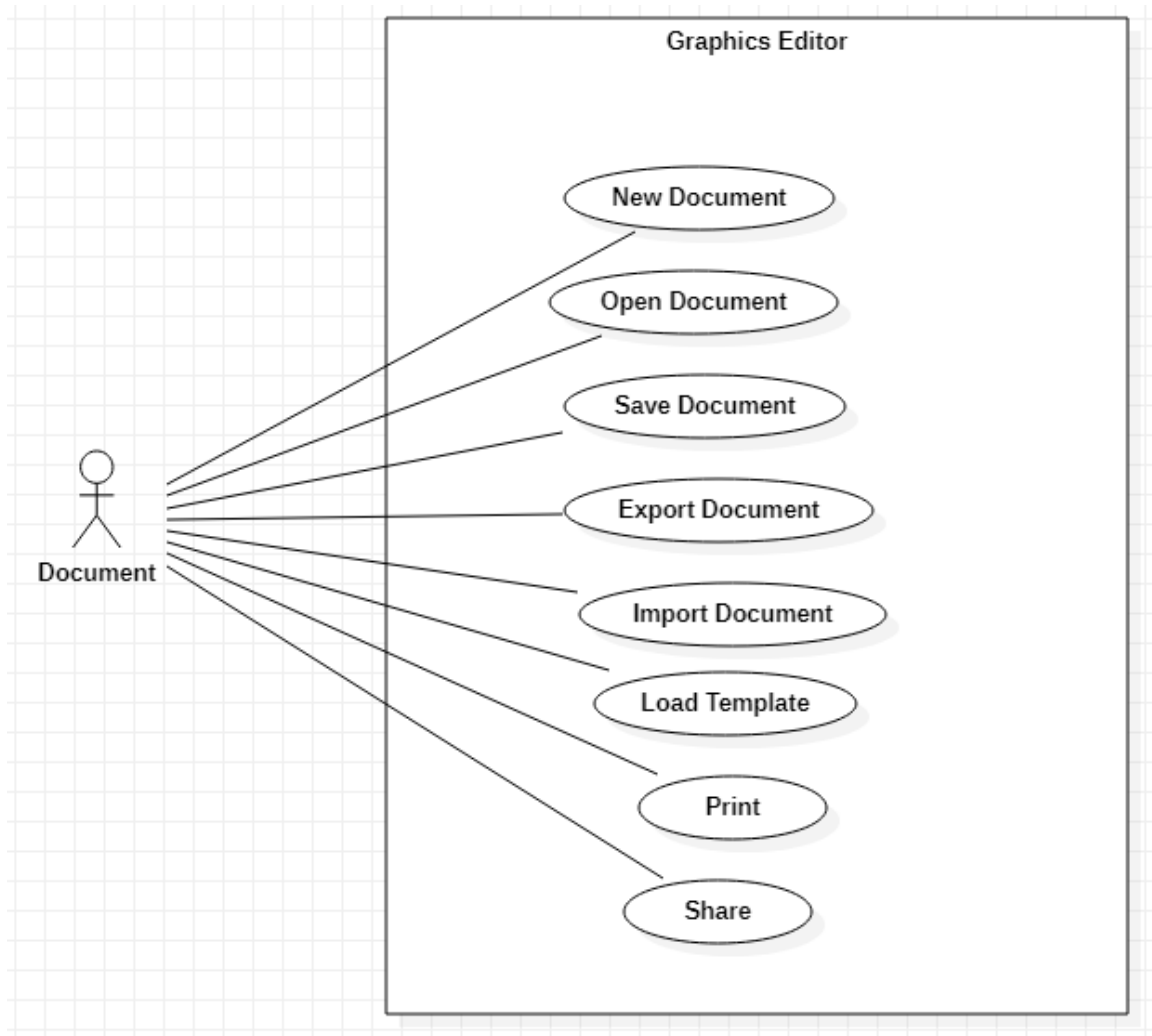 Graphics Editor
New Document
Open Document
Save Document
Export Document
Document
Import Document
Load Template
Print
Share